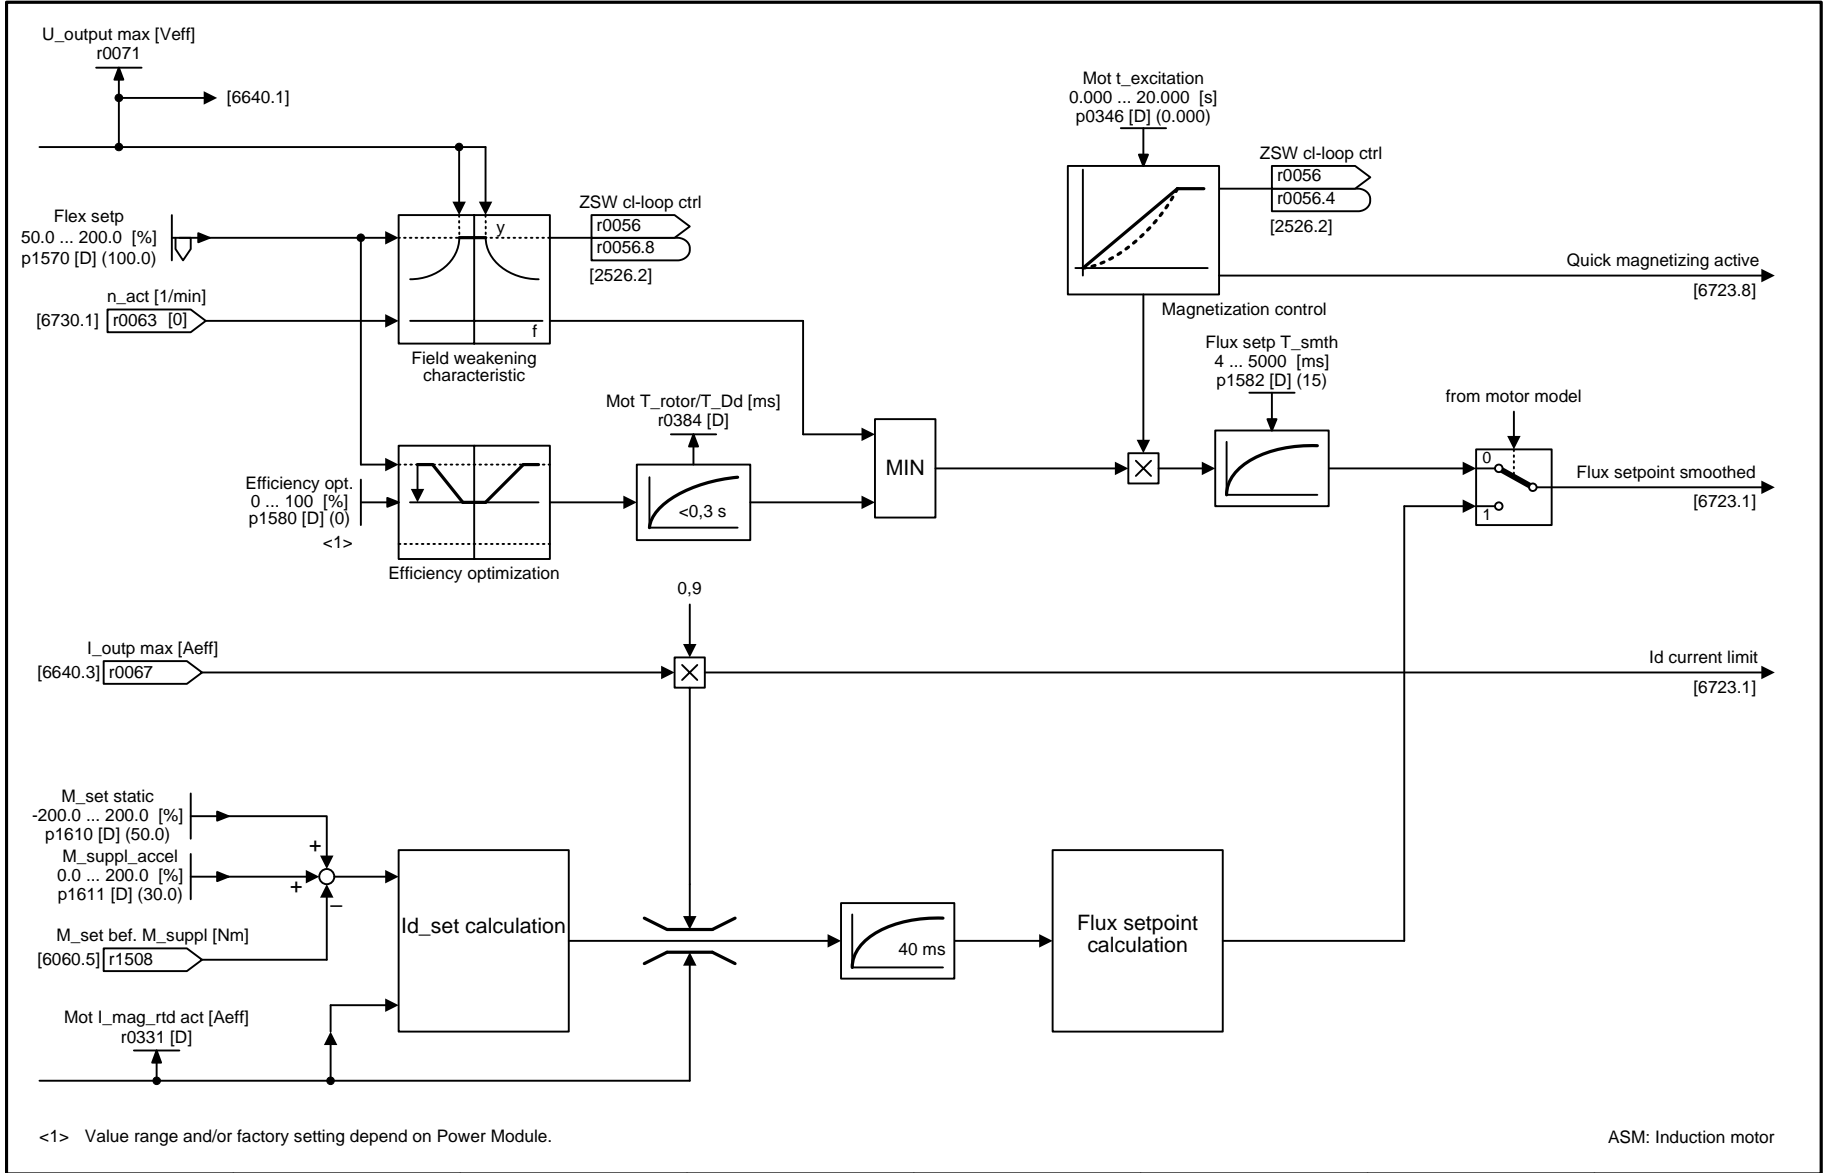 U_output max [Veff]
r0071
[6640.1]
Flex setp
50.0 ... 200.0 [%]
p1570 [D] (100.0)
n_act [1/min]
[6730.1] r0063 [0]
y
f
Field weakening
characteristic
ZSW cl-loop ctrl
r0056
r0056.8
[2526.2]
Mot t_excitation
0.000 ... 20.000 [s]
p0346 [D] (0.000)
ZSW cl-loop ctrl
r0056
r0056.4
[2526.2]
Quick magnetizing active
[6723.8]
Magnetization control
Flux setp T_smth
4 ... 5000 [ms]
p1582 [D] (15)
from motor model
0
1
Flux setpoint smoothed
[6723.1]
Mot T_rotor/T_Dd [ms]
r0384 [D]
<0,3 s
MIN
Efficiency opt.
0 ... 100 [%]
p1580 [D] (0)
<1>
Efficiency optimization
0,9
I_outp max [Aeff]
[6640.3] r0067
Id current limit
[6723.1]
M_set static
-200.0 ... 200.0 [%]
p1610 [D] (50.0)
+
M_suppl_accel
0.0 ... 200.0 [%]
p1611 [D] (30.0)
+
–
M_set bef. M_suppl [Nm]
[6060.5] r1508
Id_set calculation
40 ms
Flux setpoint
calculation
Mot I_mag_rtd act [Aeff]
r0331 [D]
<1> Value range and/or factory setting depend on Power Module.
ASM: Induction motor